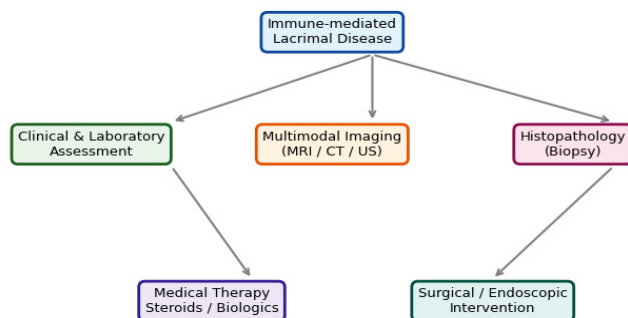 Immune-mediated
Lacrimal Disease
Clinical & Laboratory
Assessment
Multimodal Imaging
(MRI / CT / US)
Histopathology
(Biopsy)
Medical Therapy
Steroids / Biologics
Surgical / Endoscopic
Intervention